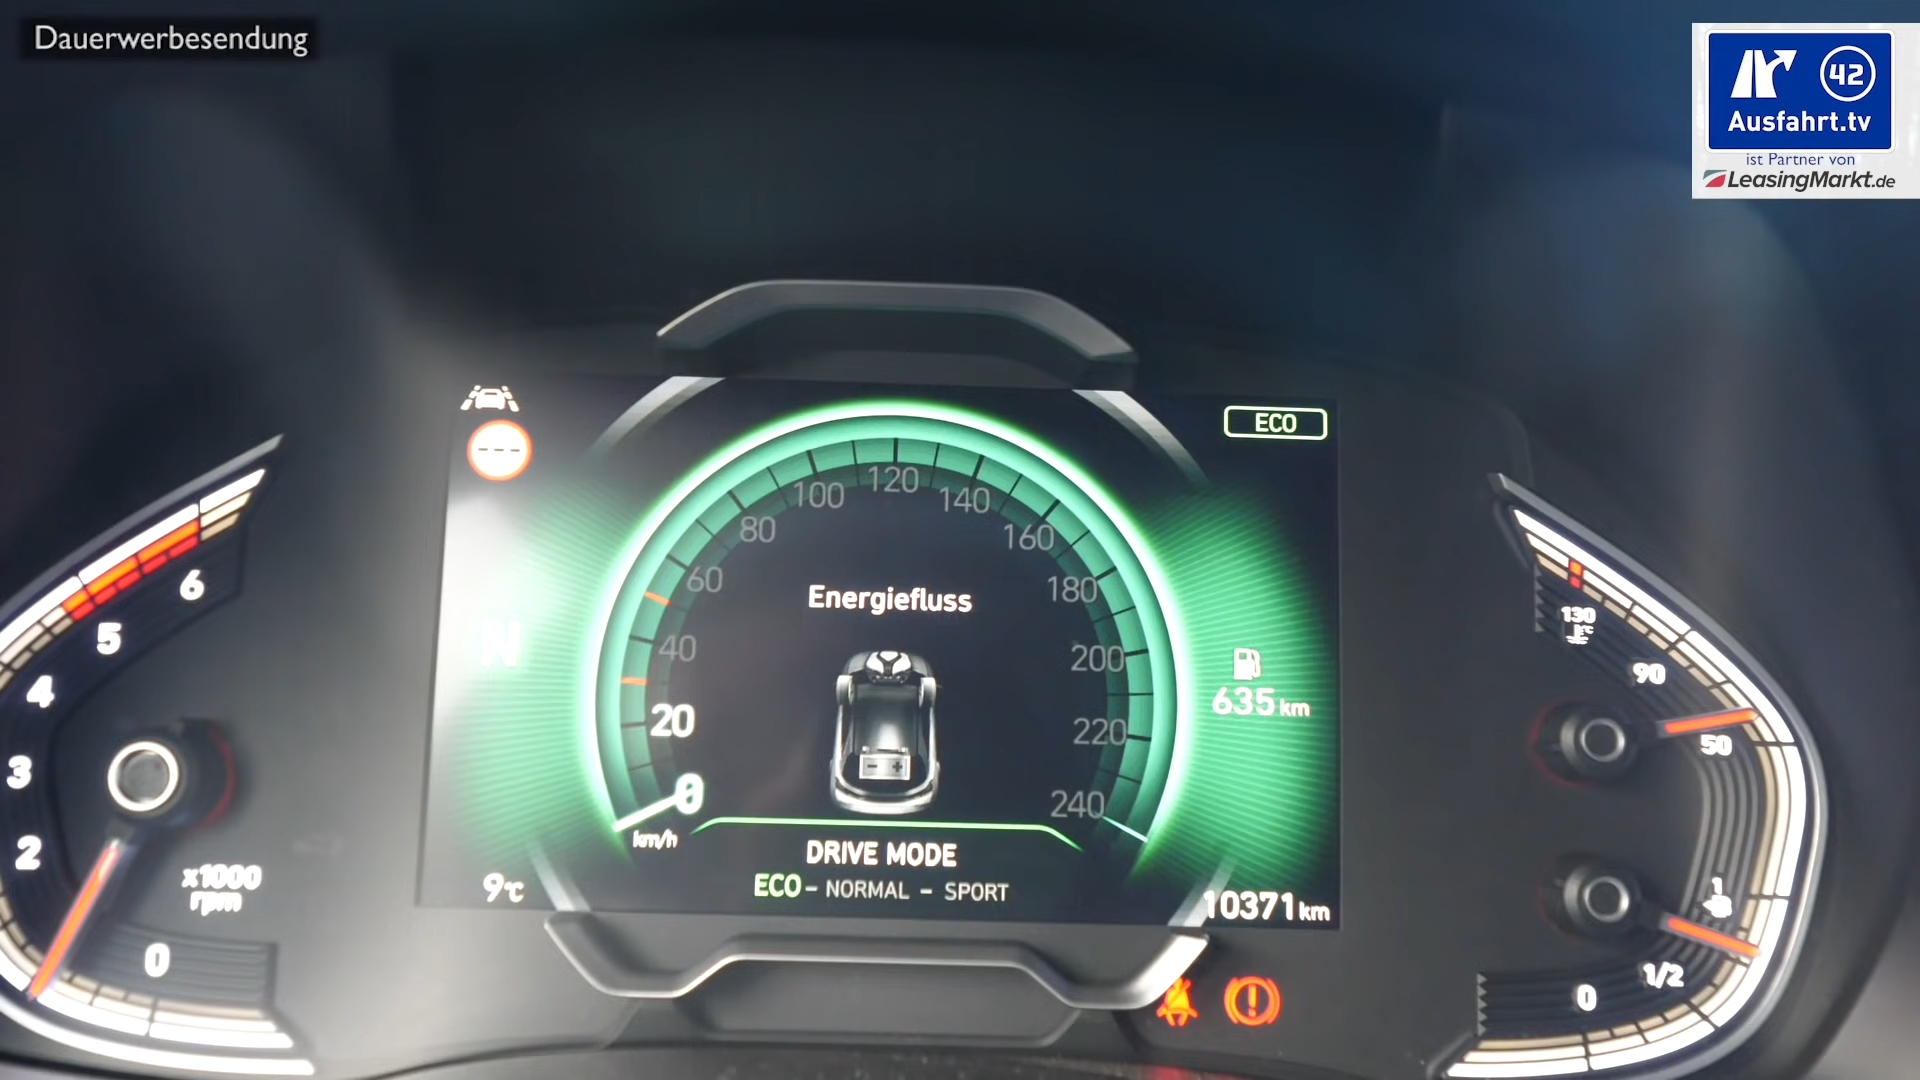 Dauerwerbesendung
42
Ausfahrt.tv
ist Partner von
LeasingMarkt.de
ECO
---
0
20
40
60
80
100
120
140
160
180
200
220
240
km/h
Energiefluss
- +
N
635 km
DRIVE MODE
ECO - NORMAL - SPORT
9°C
10371 km
6
5
4
3
2
0
x1000
rpm
130
°C
90
50
1
1/2
0